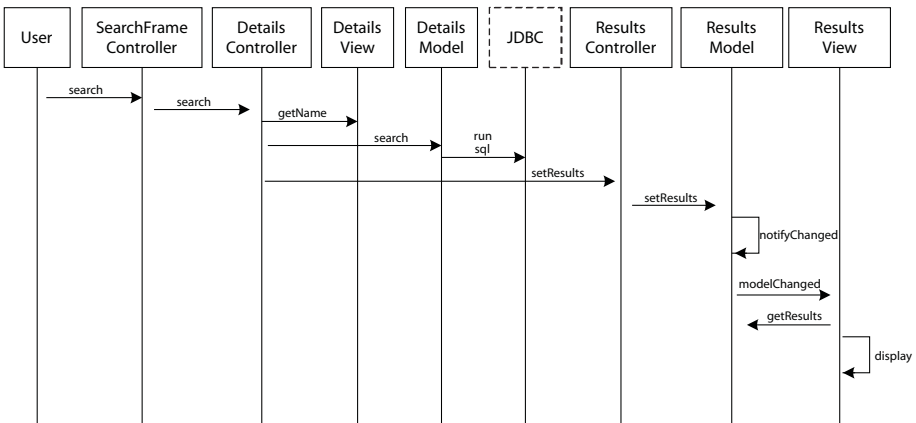 User
SearchFrame
Controller
Details
Controller
Details
View
Details
Model
JDBC
Results
Controller
Results
Model
Results
View
search
search
getName
search
run
sql
setResults
setResults
notifyChanged
modelChanged
getResults
display